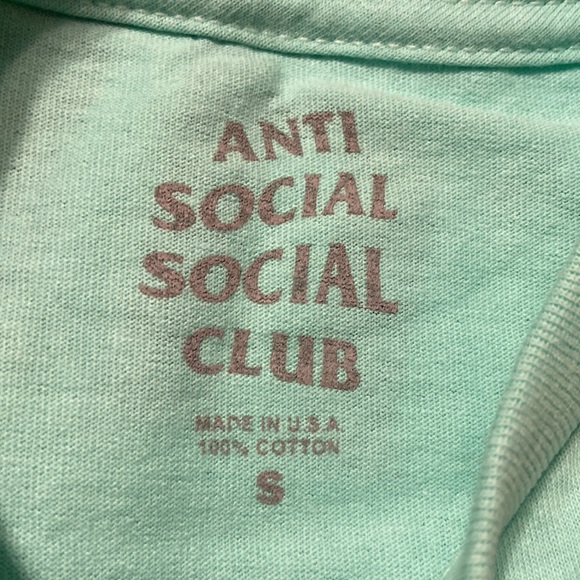 ANTI
SOCIAL
SOCIAL
CLUB
MADE IN U.S.A
100% COTTON
S